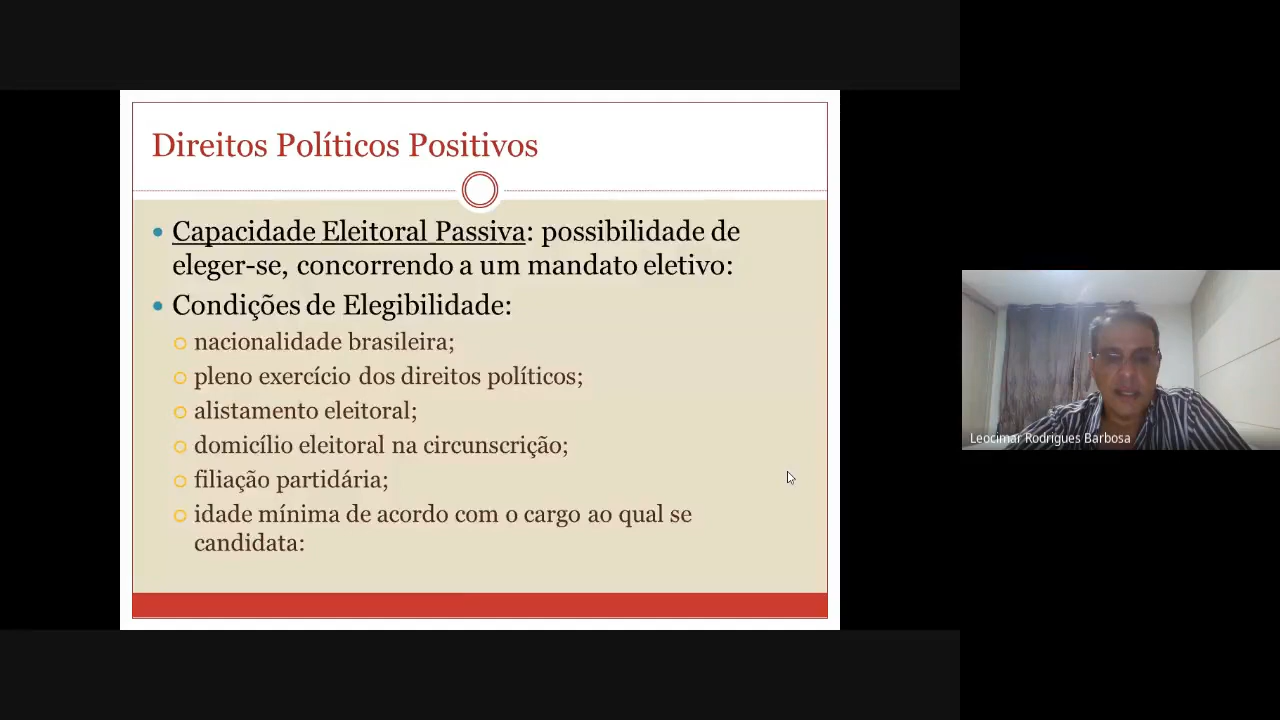 Direitos Políticos Positivos
Capacidade Eleitoral Passiva: possibilidade de
eleger-se, concorrendo a um mandato eletivo:
Condições de Elegibilidade:
nacionalidade brasileira;
pleno exercício dos direitos políticos;
alistamento eleitoral;
domicílio eleitoral na circunscrição;
filiação partidária;
idade mínima de acordo com o cargo ao qual se
candidata:
Leocimar Rodrigues Barbosa